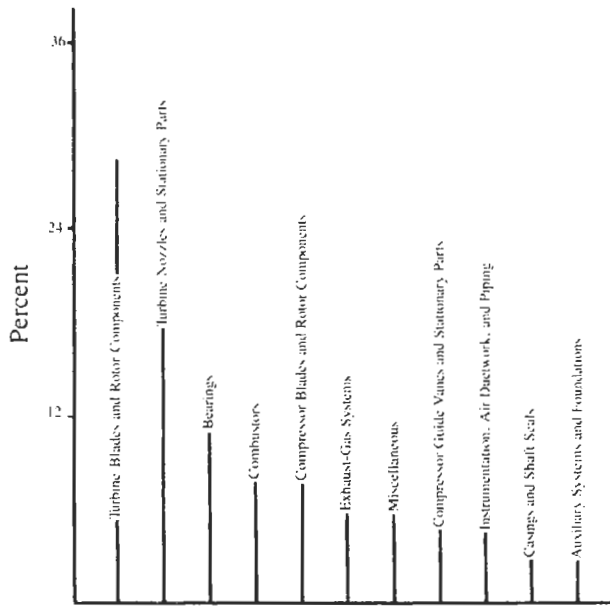 36
24
12
Percent
Turbine Blades and Rotor Components
Turbine Nozzles and Stationary Parts
Bearings
Combustors
Compressor Blades and Rotor Components
Exhaust-Gas Systems
Miscellaneous
Compressor Guide Vanes and Stationary Parts
Instrumentation, Air Ductwork, and Piping
Casings and Shaft Seals
Auxiliary Systems and Foundations